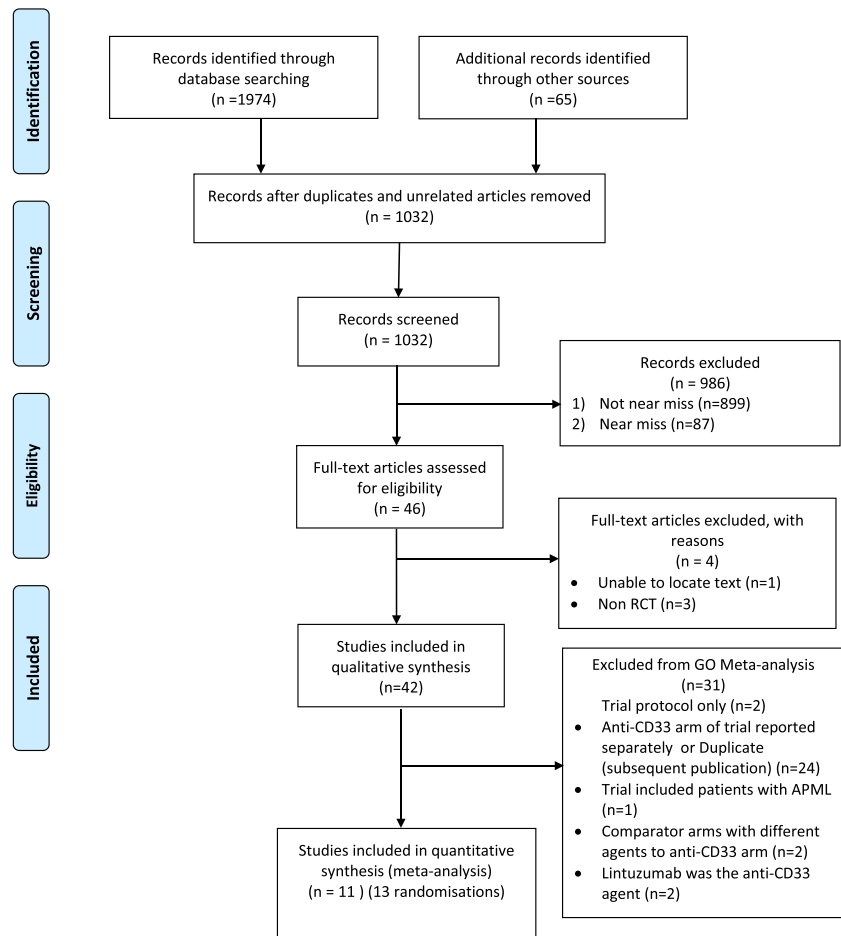 Identification
Records identified through
database searching
(n =1974)
Additional records identified
through other sources
(n =65)
Records after duplicates and unrelated articles removed
(n = 1032)
Screening
Records screened
(n = 1032)
Records excluded
(n = 986)
1) Not near miss (n=899)
2) Near miss (n=87)
Eligibility
Full-text articles assessed
for eligibility
(n = 46)
Full-text articles excluded, with
reasons
(n = 4)
• Unable to locate text (n=1)
• Non RCT (n=3)
Included
Studies included in
qualitative synthesis
(n=42)
Excluded from GO Meta-analysis
(n=31)
Trial protocol only (n=2)
• Anti-CD33 arm of trial reported
separately or Duplicate
(subsequent publication) (n=24)
• Trial included patients with APML
(n=1)
• Comparator arms with different
agents to anti-CD33 arm (n=2)
• Lintuzumab was the anti-CD33
agent (n=2)
Studies included in quantitative
synthesis (meta-analysis)
(n = 11 ) (13 randomisations)